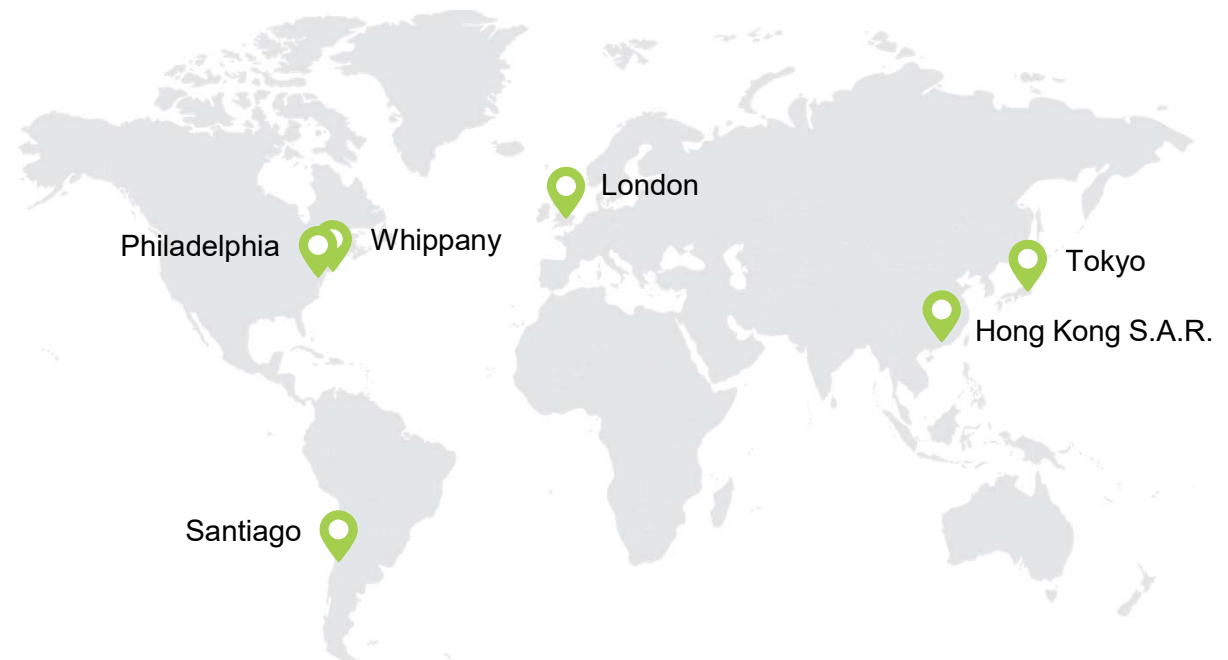 London
Philadelphia
Whippany
Tokyo
Hong Kong S.A.R.
Santiago